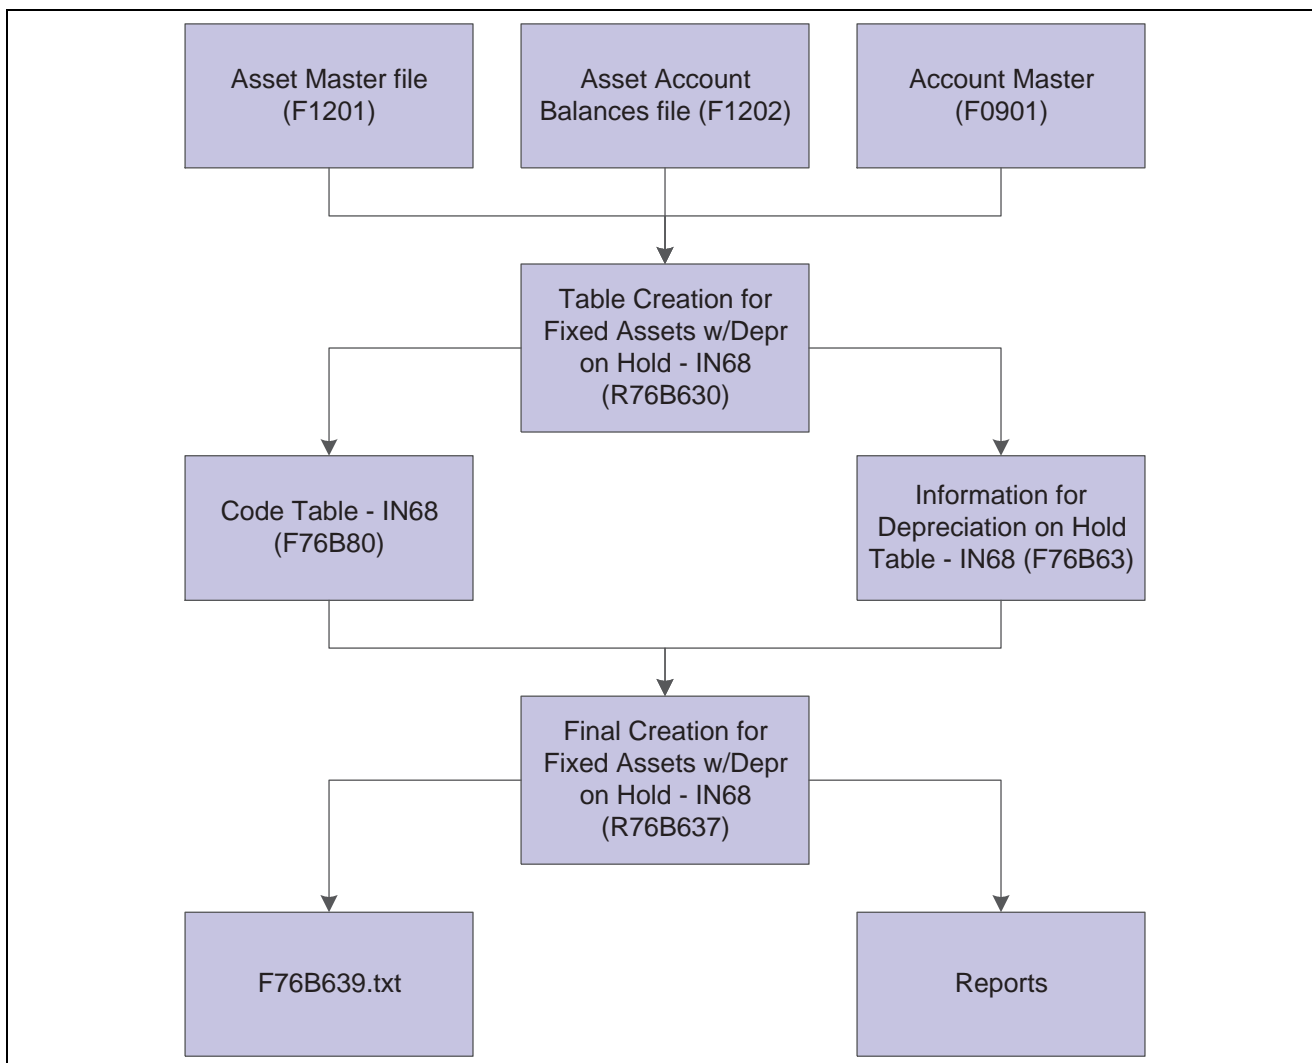 Asset Master file
(F1201)
Asset Account
Balances file (F1202)
Account Master
(F0901)
Table Creation for
Fixed Assets w/Depr
on Hold - IN68
(R76B630)
Code Table - IN68
(F76B80)
Information for
Depreciation on Hold
Table - IN68 (F76B63)
Final Creation for
Fixed Assets w/Depr
on Hold - IN68
(R76B637)
F76B639.txt
Reports